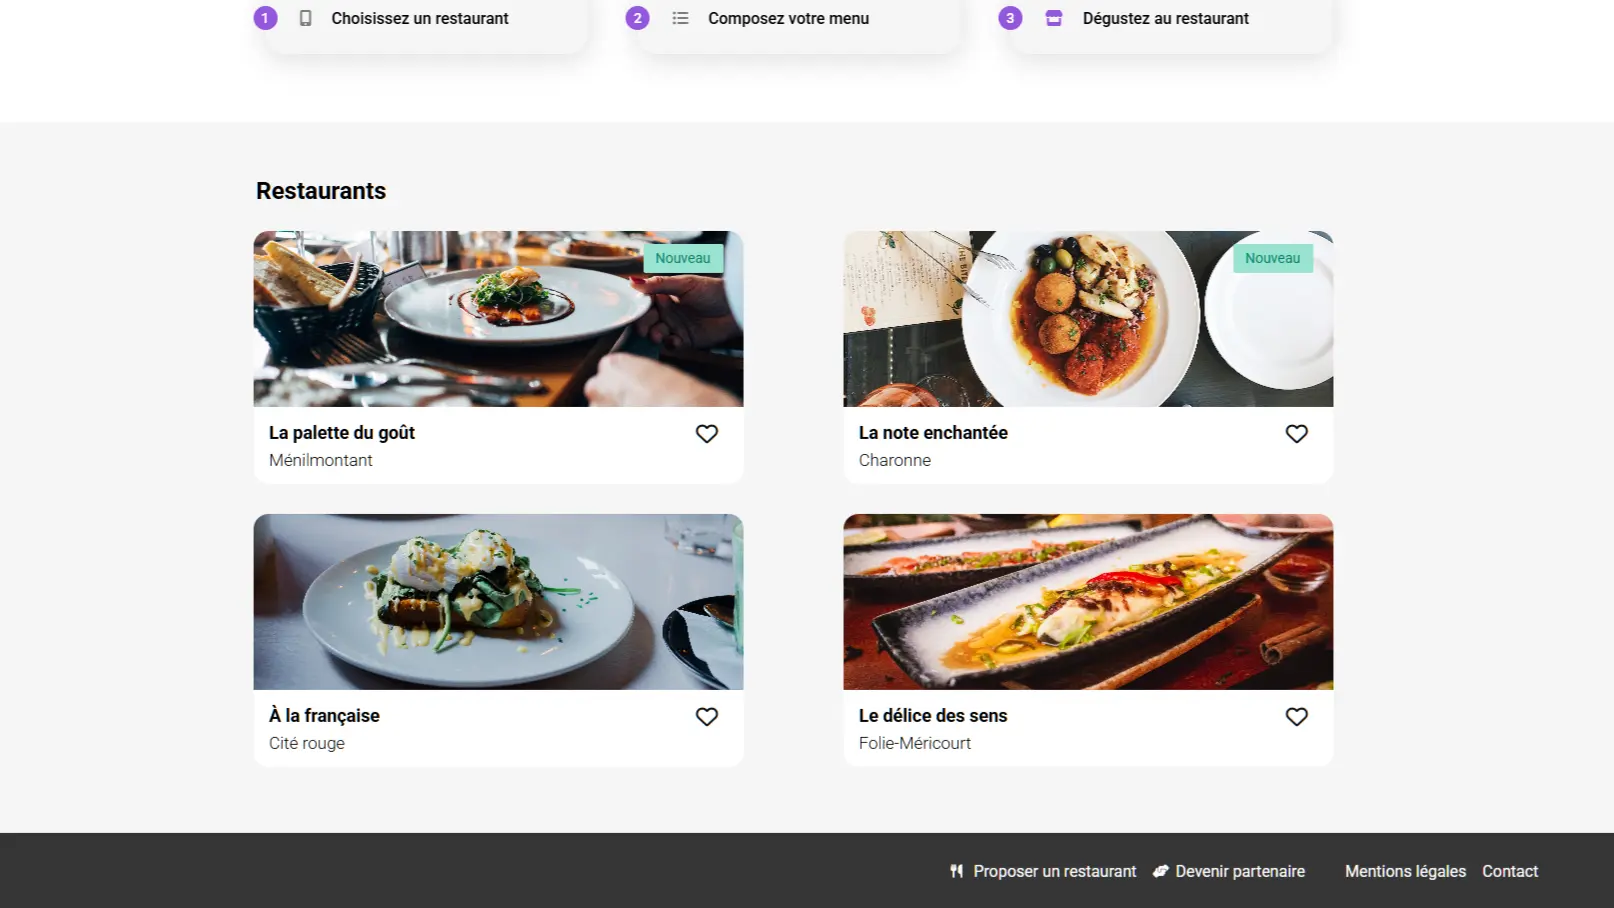 1 Choisissez un restaurant
2 Composez votre menu
3 Dégustez au restaurant
Restaurants
Nouveau
La palette du goût
Ménilmontant
Nouveau
La note enchantée
Charonne
À la française
Cité rouge
Le délice des sens
Folie-Méricourt
Proposer un restaurant
Devenir partenaire
Mentions légales
Contact